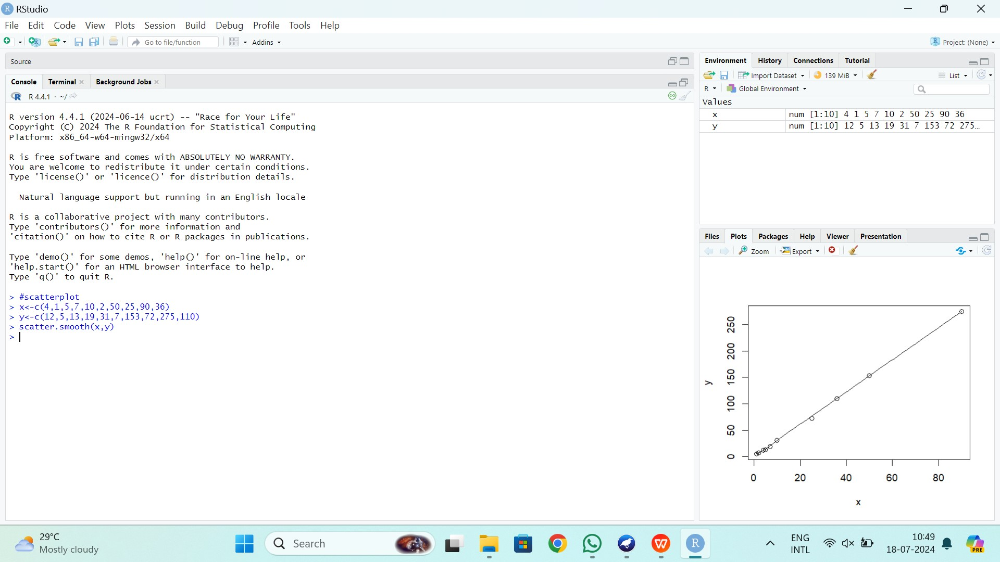 RStudio
File Edit Code View Plots Session Build Debug Profile Tools Help
Go to file/function Addins Project: (None)
Source
Console Terminal Background Jobs
R 4.4.1 · ~/
R version 4.4.1 (2024-06-14 ucrt) -- "Race for Your Life"
Copyright (C) 2024 The R Foundation for Statistical Computing
Platform: x86_64-w64-mingw32/x64
R is free software and comes with ABSOLUTELY NO WARRANTY.
You are welcome to redistribute it under certain conditions.
Type 'license()' or 'licence()' for distribution details.
Natural language support but running in an English locale
R is a collaborative project with many contributors.
Type 'contributors()' for more information and
'citation()' on how to cite R or R packages in publications.
Type 'demo()' for some demos, 'help()' for on-line help, or
'help.start()' for an HTML browser interface to help.
Type 'q()' to quit R.
> #scatterplot
> x<-c(4,1,5,7,10,2,50,25,90,36)
> y<-c(12,5,13,19,31,7,153,72,275,110)
> scatter.smooth(x,y)
>
Environment History Connections Tutorial
Import Dataset 139 MiB List
R Global Environment
Values
x num [1:10] 4 1 5 7 10 2 50 25 90 36
y num [1:10] 12 5 13 19 31 7 153 72 275...
Files Plots Packages Help Viewer Presentation
Zoom Export
250
200
150
100
50
0
y
0 20 40 60 80
x
29°C
Mostly cloudy
Search
R
ENG
INTL
10:49
18-07-2024
PRE